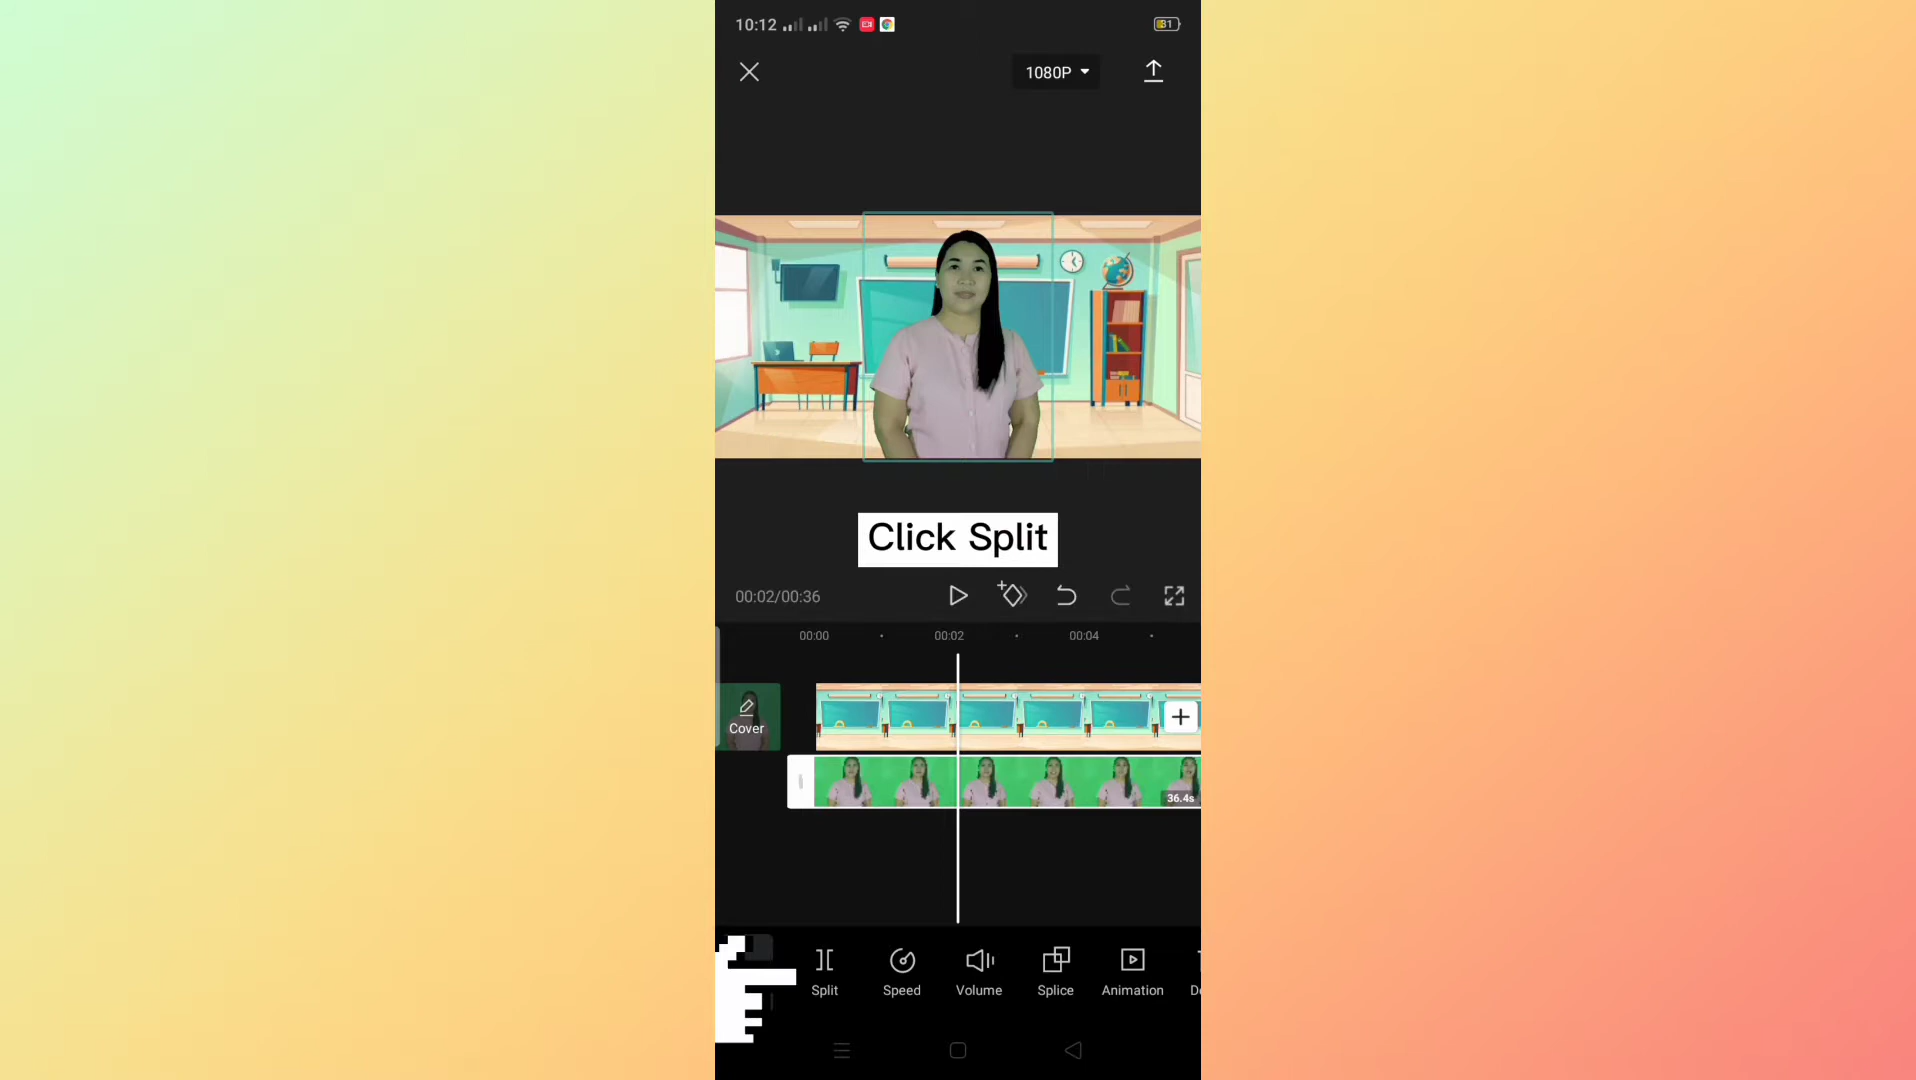 10:12
31
1080P
Click Split
00:02/00:36
00:00
00:02
00:04
Cover
36.4s
Split
Speed
Volume
Splice
Animation